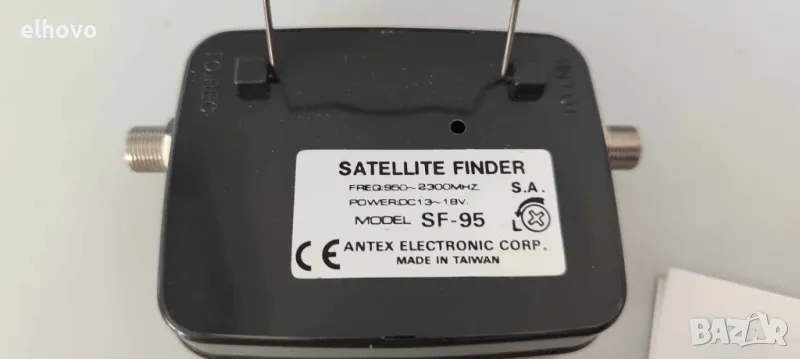 elhovo
TO REC
SATELLITE FINDER
FREQ:950~2300MHZ.
S.A.
POWER:DC13~18V.
MODEL SF-95
L
CE ANTEX ELECTRONIC CORP.
MADE IN TAIWAN
BAZAR